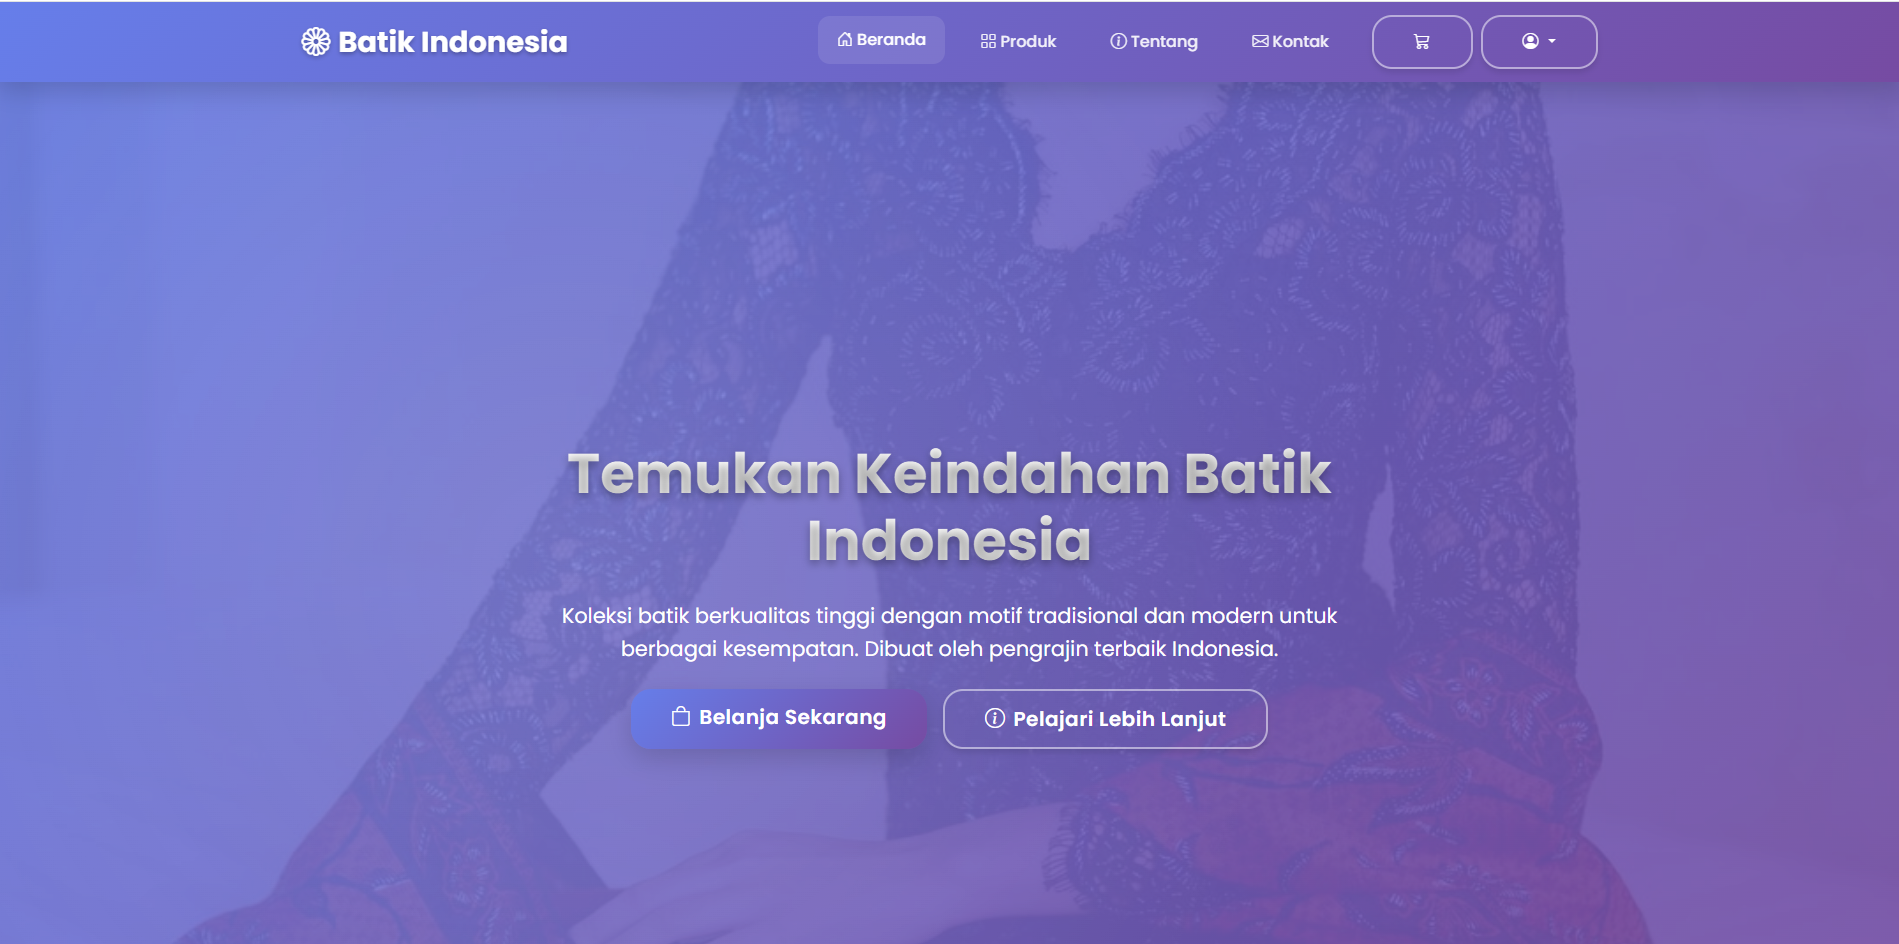 Batik Indonesia
Beranda
Produk
Tentang
Kontak
Temukan Keindahan Batik
Indonesia
Koleksi batik berkualitas tinggi dengan motif tradisional dan modern untuk
berbagai kesempatan. Dibuat oleh pengrajin terbaik Indonesia.
Belanja Sekarang
Pelajari Lebih Lanjut